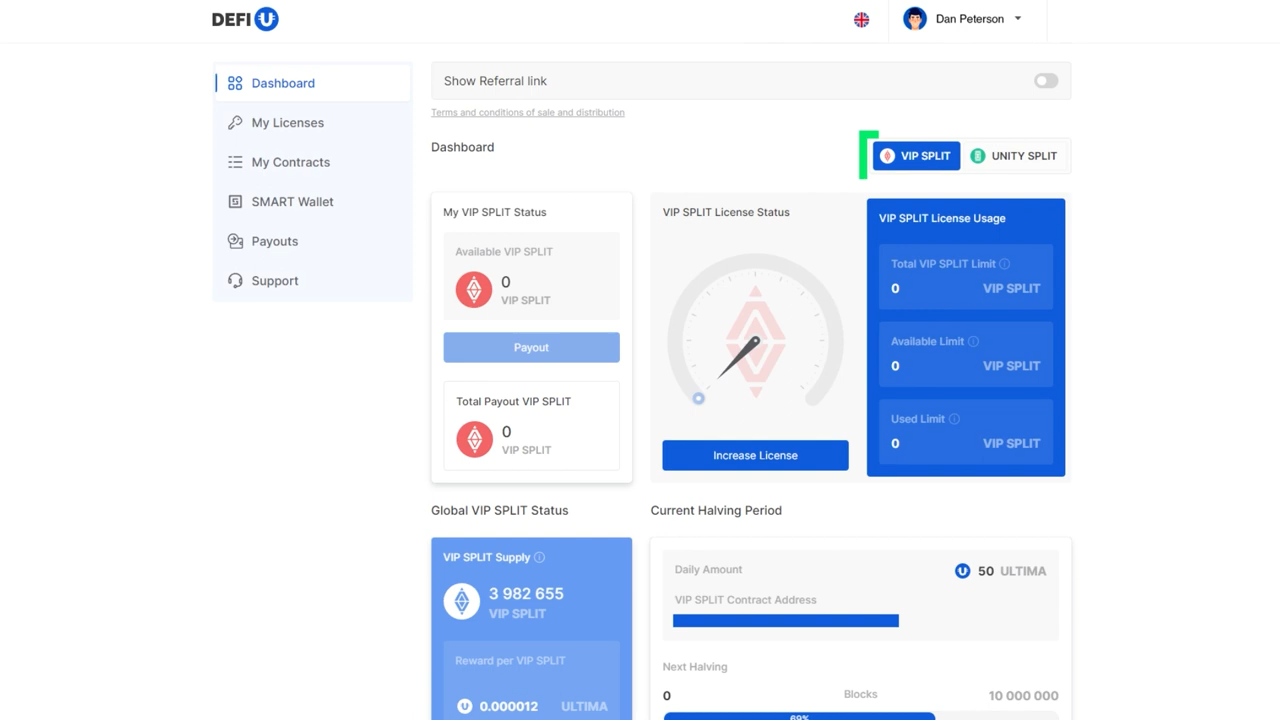 DEFI U
Dan Peterson
Dashboard
My Licenses
My Contracts
SMART Wallet
Payouts
Support
Show Referral link
Terms and conditions of sale and distribution
Dashboard
VIP SPLIT
UNITY SPLIT
My VIP SPLIT Status
Available VIP SPLIT
0
VIP SPLIT
Payout
Total Payout VIP SPLIT
0
VIP SPLIT
VIP SPLIT License Status
Increase License
VIP SPLIT License Usage
Total VIP SPLIT Limit
0 VIP SPLIT
Available Limit
0 VIP SPLIT
Used Limit
0 VIP SPLIT
Global VIP SPLIT Status
VIP SPLIT Supply
3 982 655
VIP SPLIT
Reward per VIP SPLIT
0.000012 ULTIMA
Current Halving Period
Daily Amount 50 ULTIMA
VIP SPLIT Contract Address
Next Halving
0 Blocks 10 000 000
69%